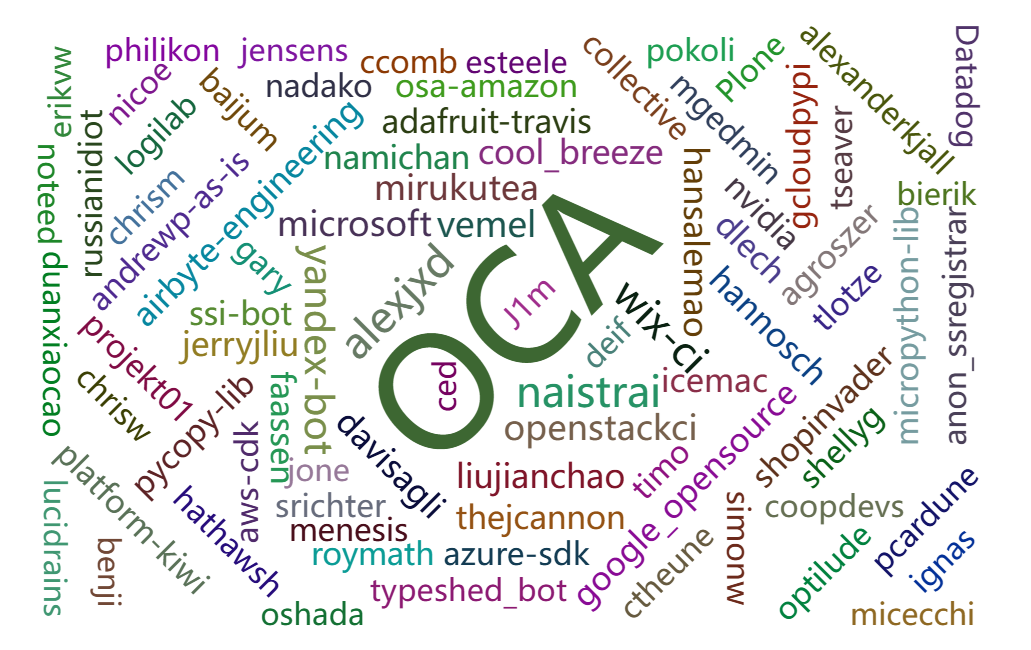 philikon
jensens
ccomb
esteele
collective
pokoli
Plone
alexanderkjall
Datadog
erikvw
nicoe
baijum
nadako
osa-amazon
mgedmin
gcloudpypi
tseaver
logilab
russianidiot
airbyte-engineering
adafruit-travis
namichan
cool_breeze
hansalemao
nvidia
bierik
noteed
chrism
andrewp-as-is
mirukutea
OCA
dlech
agroszer
micropython-lib
anon_ssregistrar
microsoft
vemel
gary
yandex-bot
alexjxd
j1m
wix-ci
hannosch
tlotze
duanxiaocao
ssi-bot
projekt01
jerryjliu
deif
chrisw
pycopy-lib
faassen
ced
naistrai
icemac
shopinvader
shellyg
aws-cdk
davisagli
openstackci
google_opensource
platform-kiwi
lucidrains
jone
liujianchao
timo
hathawsh
srichter
menesis
thejcannon
simonw
coopdevs
pcardune
benji
roymath
azure-sdk
ctheune
optilude
ignas
typeshed_bot
oshada
micecchi